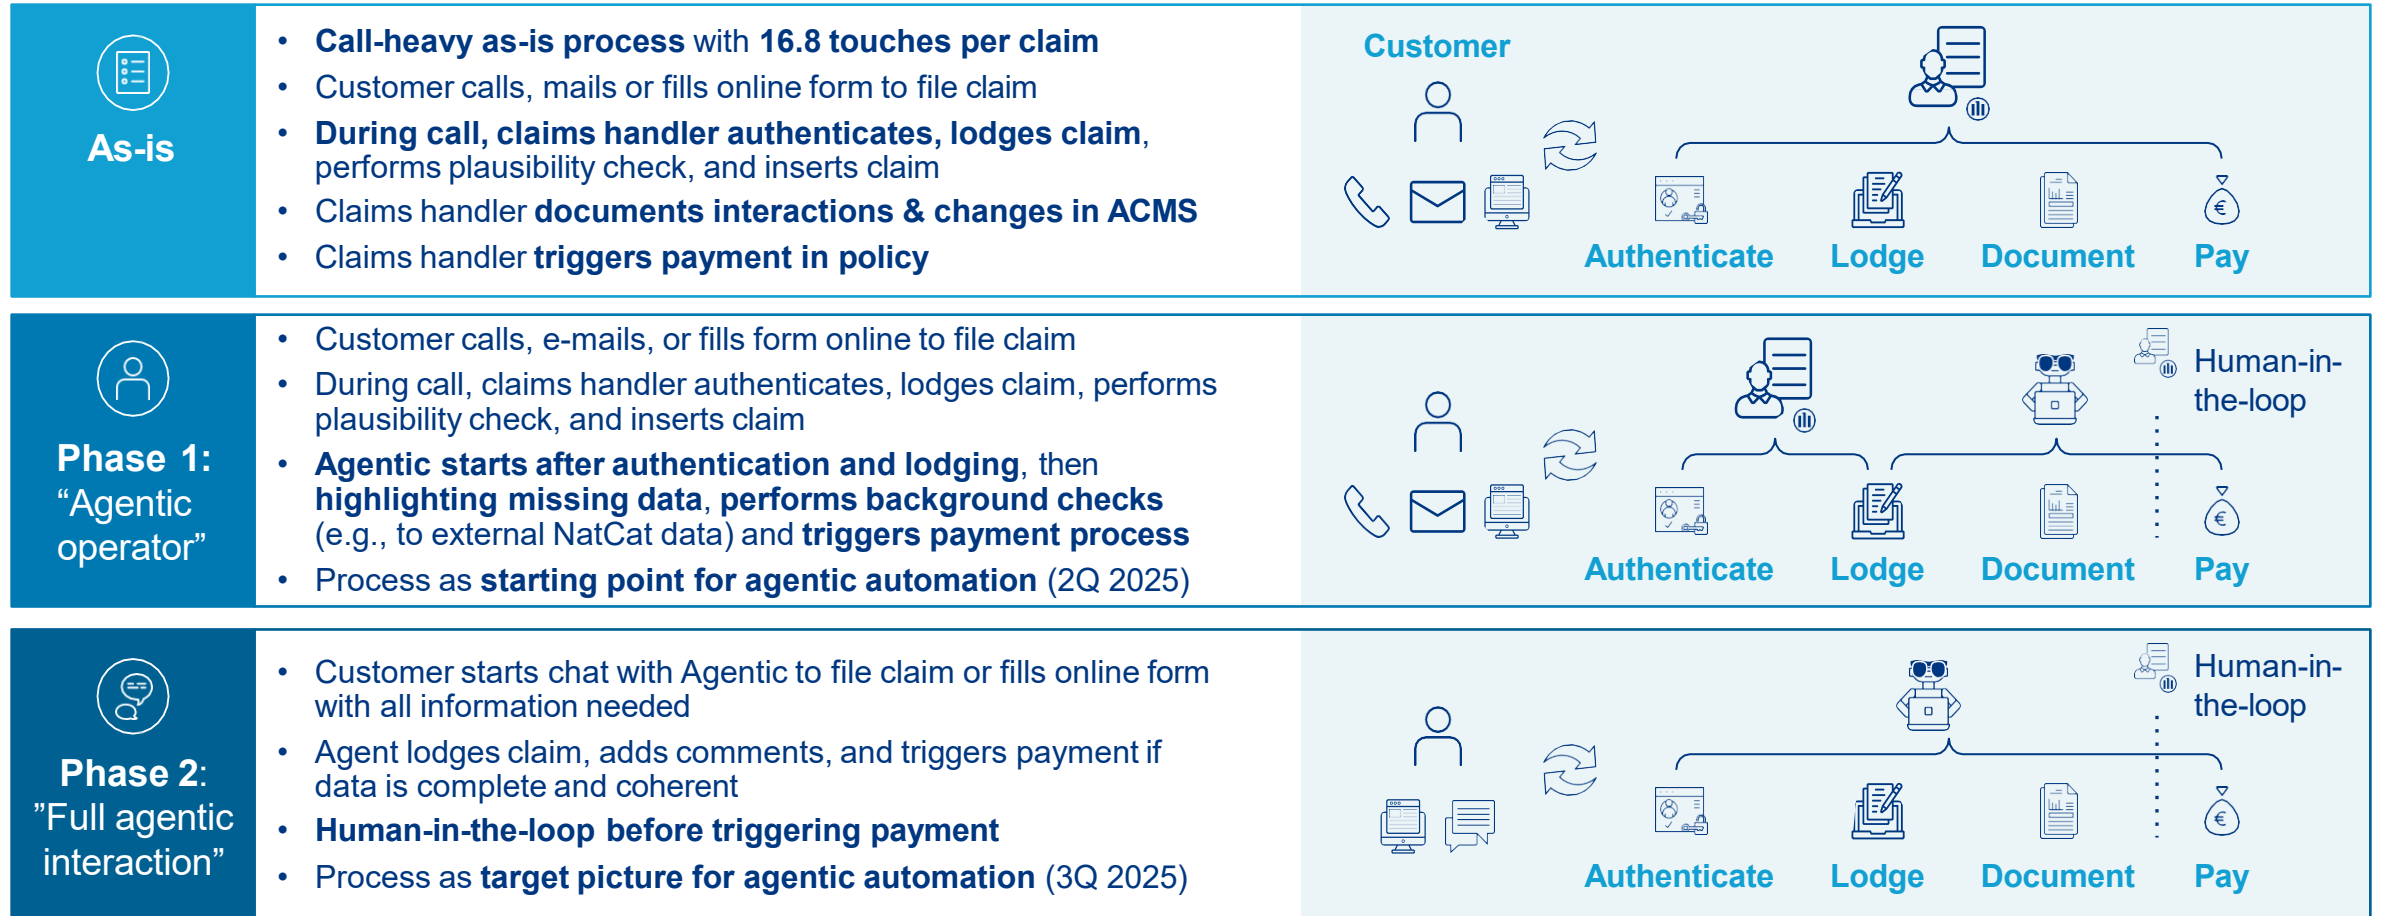 As-is
• Call-heavy as-is process with 16.8 touches per claim
• Customer calls, mails or fills online form to file claim
• During call, claims handler authenticates, lodges claim,
performs plausibility check, and inserts claim
• Claims handler documents interactions & changes in ACMS
• Claims handler triggers payment in policy
Customer
€
Authenticate Lodge Document Pay
Phase 1:
“Agentic
operator”
• Customer calls, e-mails, or fills form online to file claim
• During call, claims handler authenticates, lodges claim, performs
plausibility check, and inserts claim
• Agentic starts after authentication and lodging, then
highlighting missing data, performs background checks
(e.g., to external NatCat data) and triggers payment process
• Process as starting point for agentic automation (2Q 2025)
Human-in-
the-loop
€
Authenticate Lodge Document Pay
Phase 2:
”Full agentic
interaction”
• Customer starts chat with Agentic to file claim or fills online form
with all information needed
• Agent lodges claim, adds comments, and triggers payment if
data is complete and coherent
• Human-in-the-loop before triggering payment
• Process as target picture for agentic automation (3Q 2025)
Human-in-
the-loop
€
Authenticate Lodge Document Pay